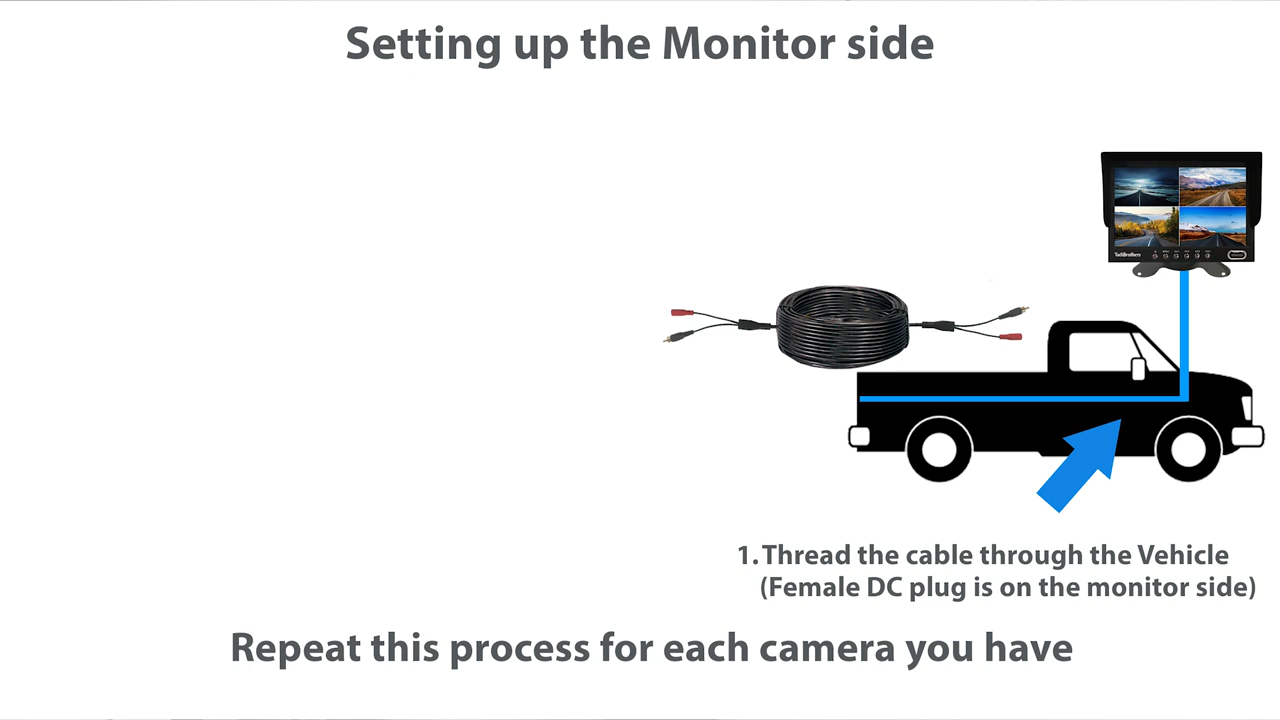 Setting up the Monitor side
TadiBrothers
1. Thread the cable through the Vehicle
(Female DC plug is on the monitor side)
Repeat this process for each camera you have